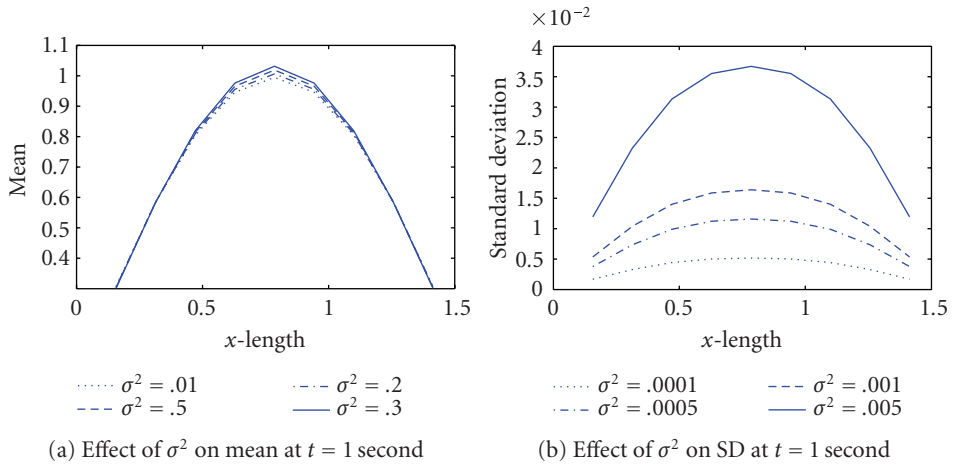 1.1
1
0.9
0.8
0.7
0.6
0.5
0.4
Mean
0 0.5 1 1.5
x-length
σ² = .01
σ² = .2
σ² = .5
σ² = .3
(a) Effect of σ² on mean at t = 1 second
×10⁻²
4
3.5
3
2.5
2
1.5
1
0.5
0
Standard deviation
0 0.5 1 1.5
x-length
σ² = .0001
σ² = .001
σ² = .0005
σ² = .005
(b) Effect of σ² on SD at t = 1 second